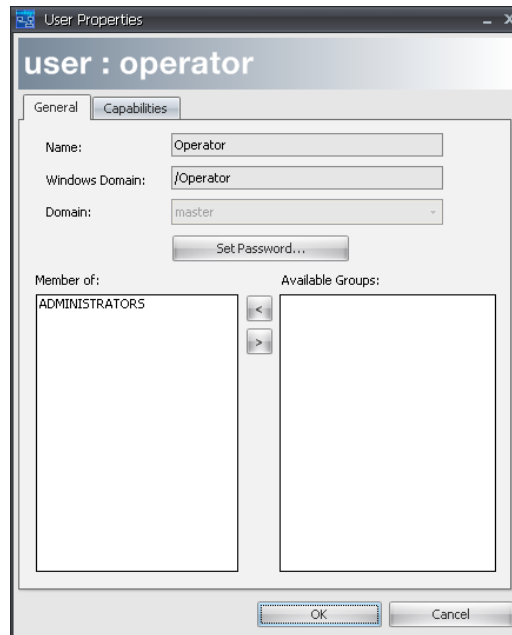 User Properties
user : operator
General
Capabilities
Name:
Operator
Windows Domain:
/Operator
Domain:
master
Set Password...
Member of:
Available Groups:
ADMINISTRATORS
<
>
OK
Cancel